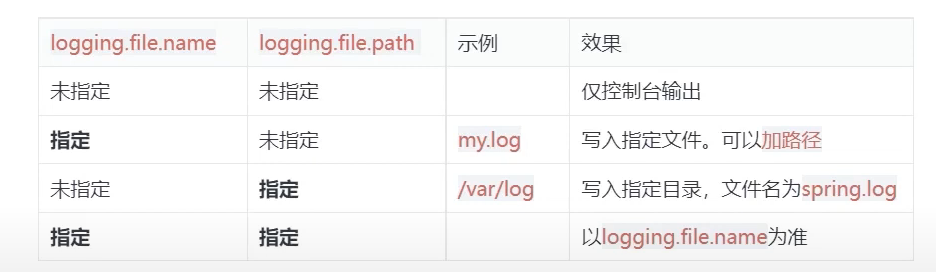 logging.file.name logging.file.path 示例 效果
未指定 未指定 仅控制台输出
指定 未指定 my.log 写入指定文件。可以加路径
未指定 指定 /var/log 写入指定目录，文件名为spring.log
指定 指定 以logging.file.name为准